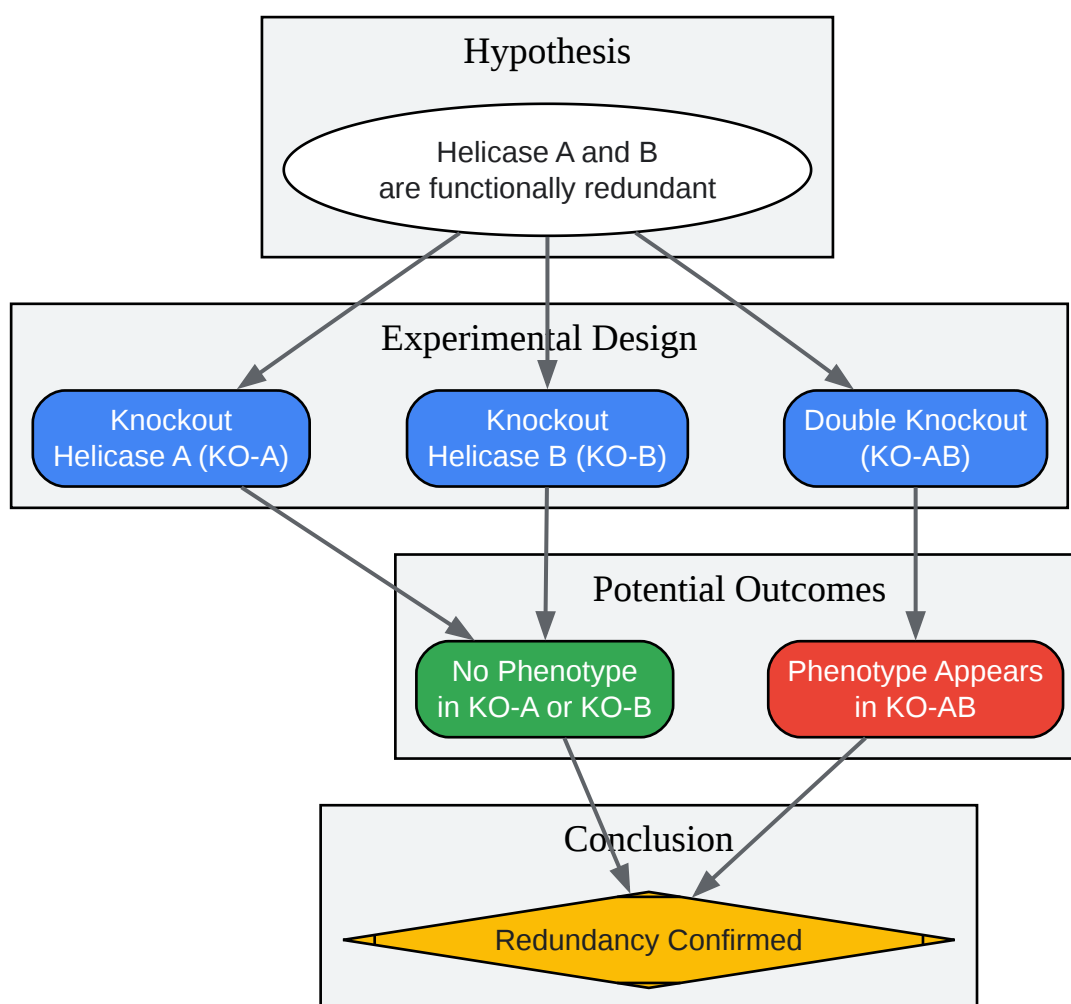 Hypothesis
Helicase A and B
are functionally redundant
Experimental Design
Knockout
Helicase A (KO-A)
Knockout
Helicase B (KO-B)
Double Knockout
(KO-AB)
Potential Outcomes
No Phenotype
in KO-A or KO-B
Phenotype Appears
in KO-AB
Conclusion
Redundancy Confirmed